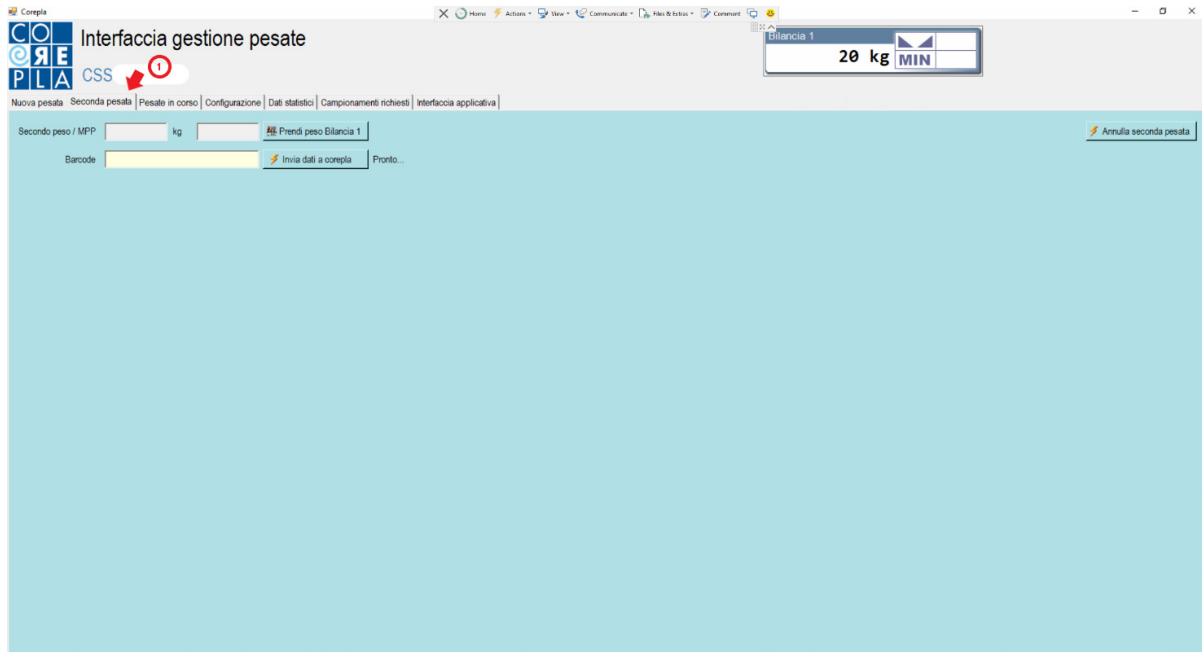 Corepla
Home Actions View Communicate Files & Extras Comment
CO
RE
PLA
Interfaccia gestione pesate
CSS
1
Bilancia 1
20 kg MIN
Nuova pesata Seconda pesata Pesate in corso Configurazione Dati statistici Campionamenti richiesti Interfaccia applicativa
Secondo peso / MPP kg Prendi peso Bilancia 1 Annulla seconda pesata
Barcode Invia dati a corepla Pronto...